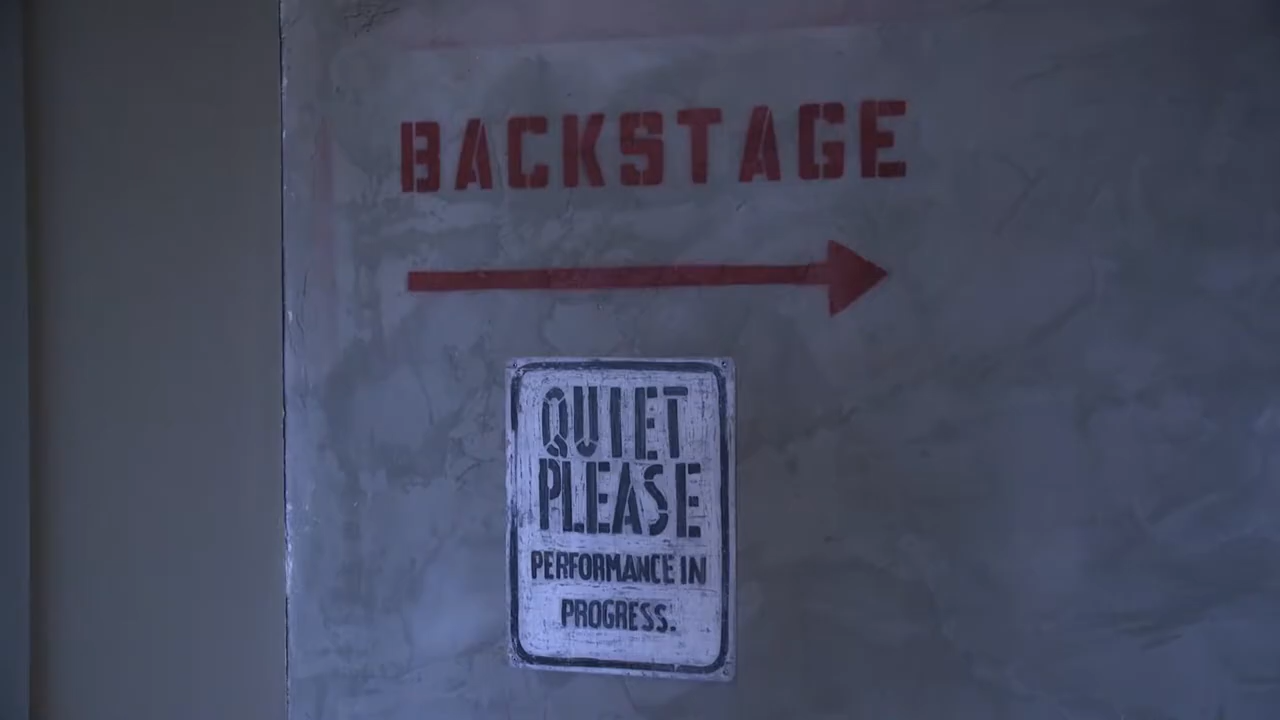 BACKSTAGE
QUIET
PLEASE
PERFORMANCE IN
PROGRESS.